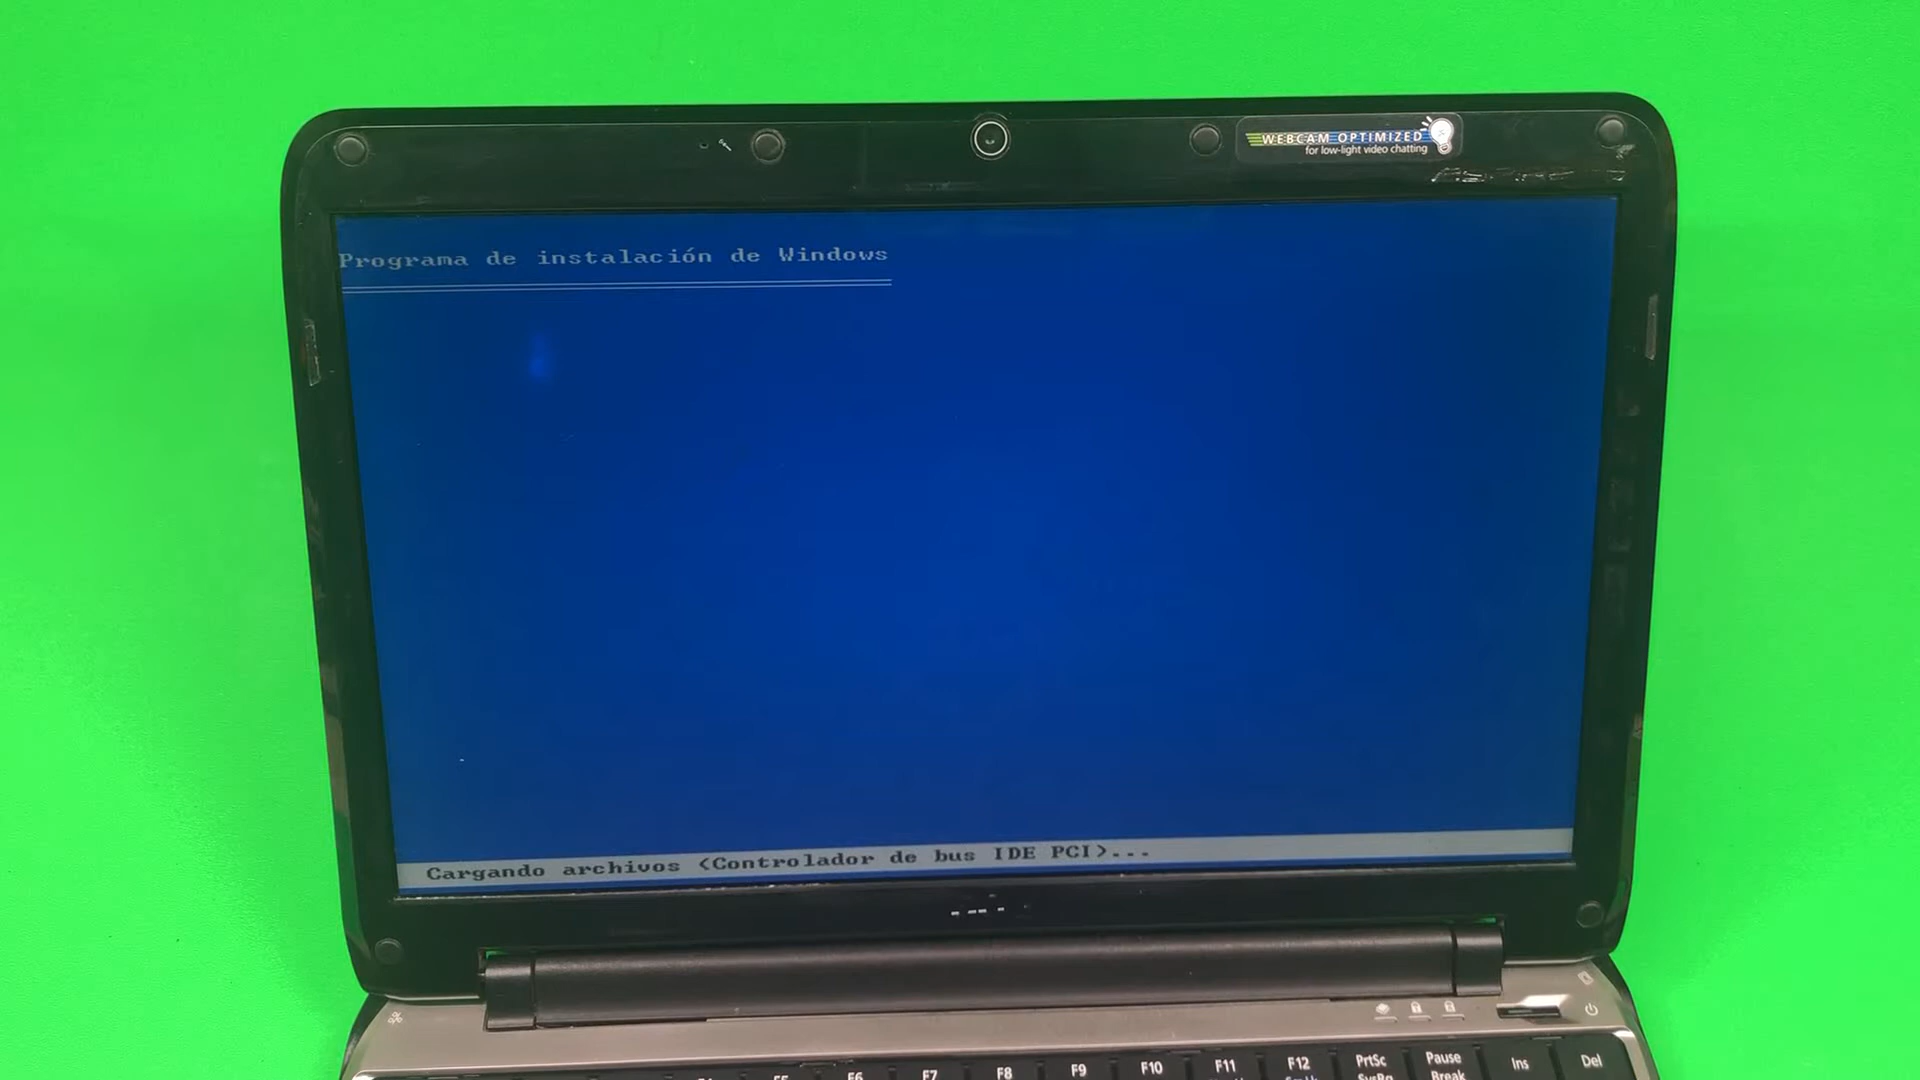 WEBCAM OPTIMIZED
for low-light video chatting
Programa de instalación de Windows
Cargando archivos <Controlador de bus IDE PCI>...
F6
F7
F8
F9
F10
F11
F12
PrtSc
Pause
Break
Ins
Del